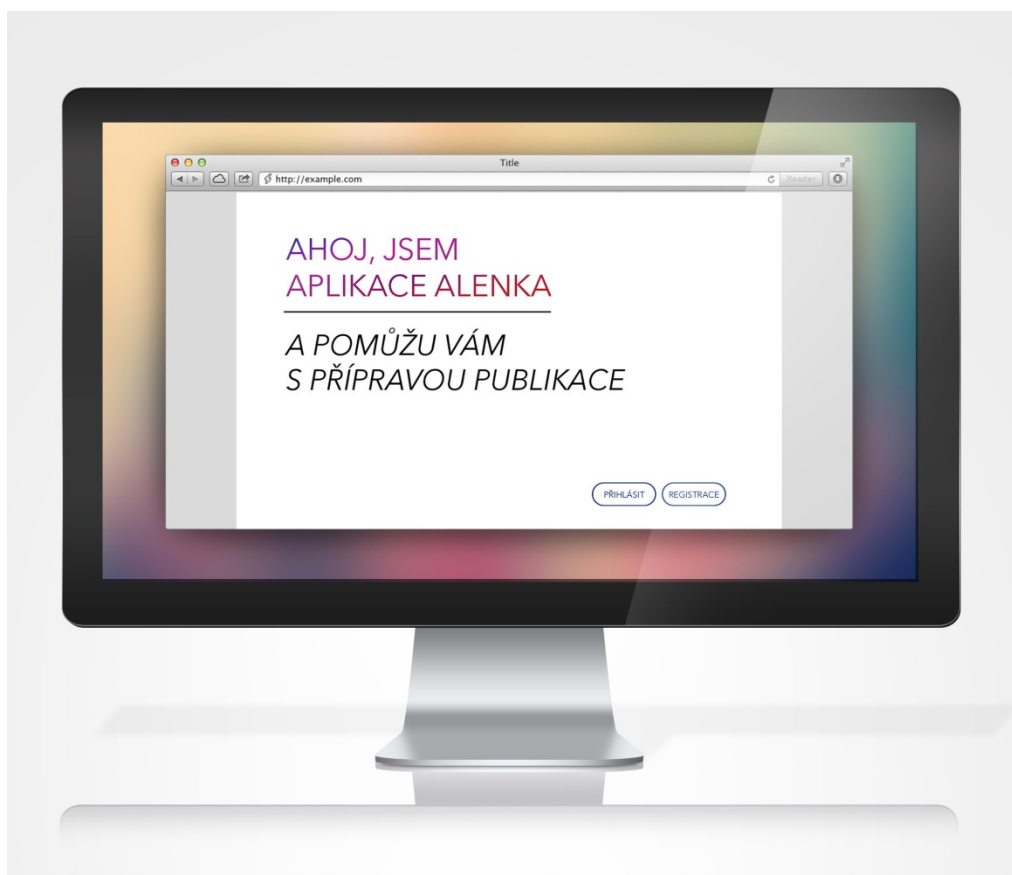 Title
http://example.com
Reader
AHOJ, JSEM
APLIKACE ALENKA
A POMŮŽU VÁM
S PŘÍPRAVOU PUBLIKACE
PŘIHLÁSIT
REGISTRACE